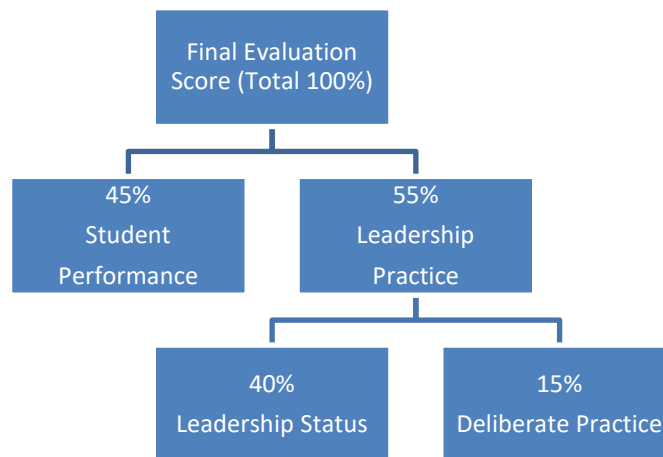 Final Evaluation
Score (Total 100%)
45%
Student
Performance
55%
Leadership
Practice
40%
Leadership Status
15%
Deliberate Practice